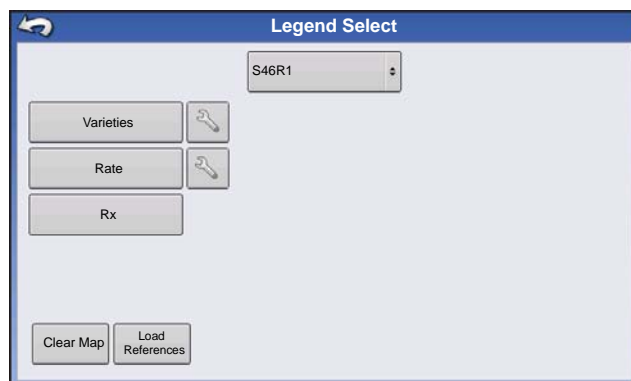 Legend Select
S46R1
Varieties
Rate
Rx
Clear Map
Load
References